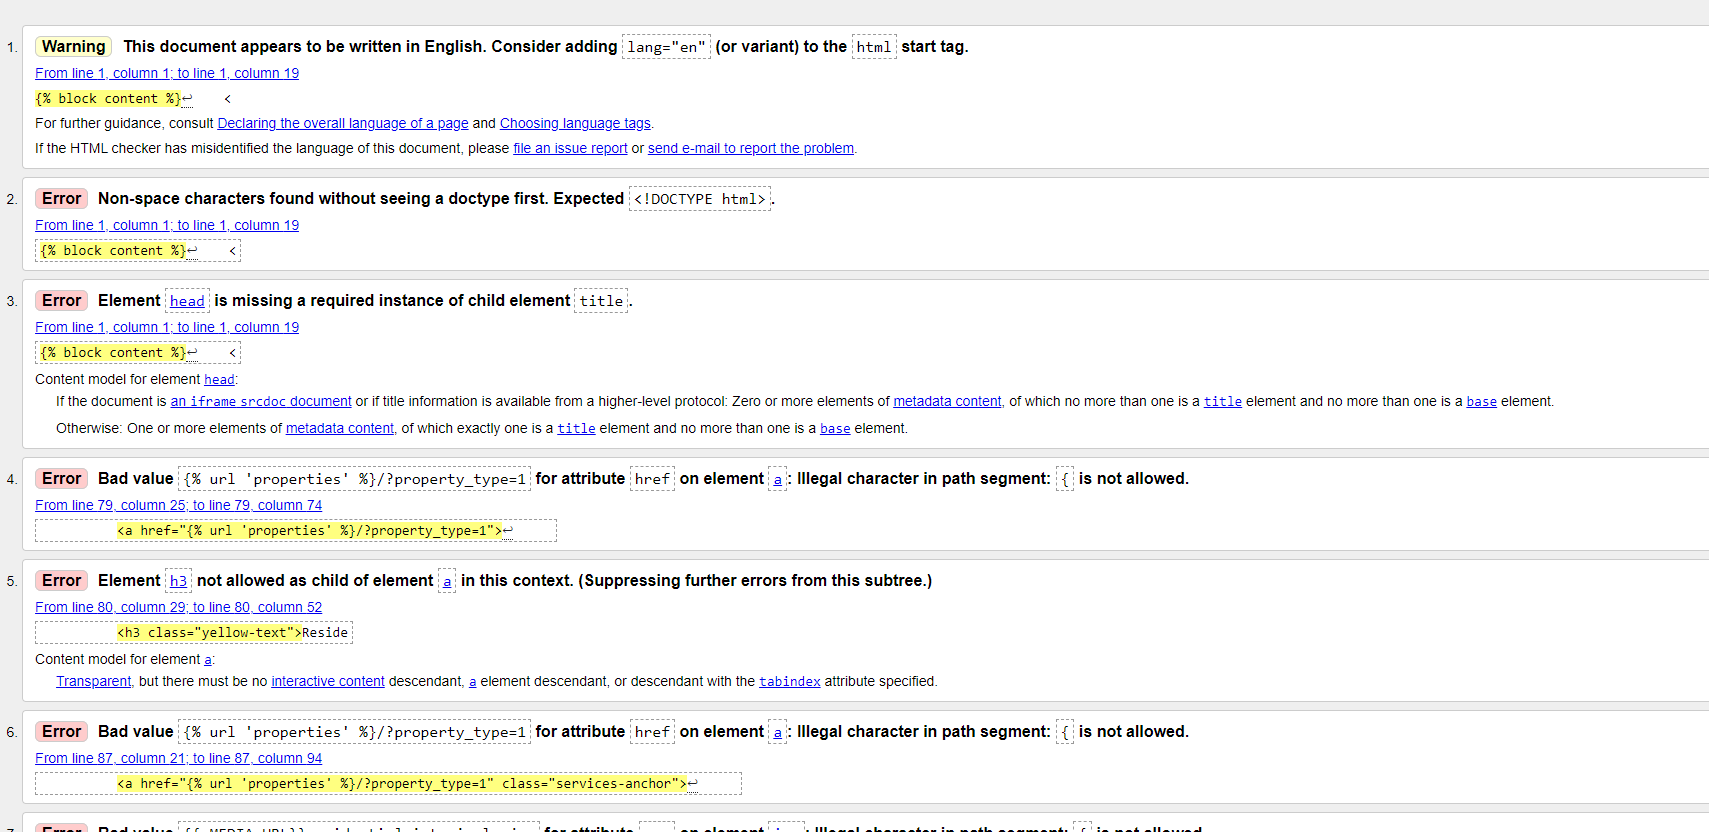 1. Warning This document appears to be written in English. Consider adding lang="en" (or variant) to the html start tag.
From line 1, column 1; to line 1, column 19
{% block content %}↩    <
For further guidance, consult Declaring the overall language of a page and Choosing language tags.
If the HTML checker has misidentified the language of this document, please file an issue report or send e-mail to report the problem.
2. Error Non-space characters found without seeing a doctype first. Expected <!DOCTYPE html>.
From line 1, column 1; to line 1, column 19
{% block content %}↩    <
3. Error Element head is missing a required instance of child element title.
From line 1, column 1; to line 1, column 19
{% block content %}↩    <
Content model for element head:
If the document is an iframe srcdoc document or if title information is available from a higher-level protocol: Zero or more elements of metadata content, of which no more than one is a title element and no more than one is a base element.
Otherwise: One or more elements of metadata content, of which exactly one is a title element and no more than one is a base element.
4. Error Bad value {% url 'properties' %}/?property_type=1 for attribute href on element a: Illegal character in path segment: { is not allowed.
From line 79, column 25; to line 79, column 74
<a href="{% url 'properties' %}/?property_type=1">↩
5. Error Element h3 not allowed as child of element a in this context. (Suppressing further errors from this subtree.)
From line 80, column 29; to line 80, column 52
<h3 class="yellow-text">Reside
Content model for element a:
Transparent, but there must be no interactive content descendant, a element descendant, or descendant with the tabindex attribute specified.
6. Error Bad value {% url 'properties' %}/?property_type=1 for attribute href on element a: Illegal character in path segment: { is not allowed.
From line 87, column 21; to line 87, column 94
<a href="{% url 'properties' %}/?property_type=1" class="services-anchor">↩
Error Bad value {{ MEDIA_URL}} for attribute on element : Illegal character in path segment: { is not allowed.